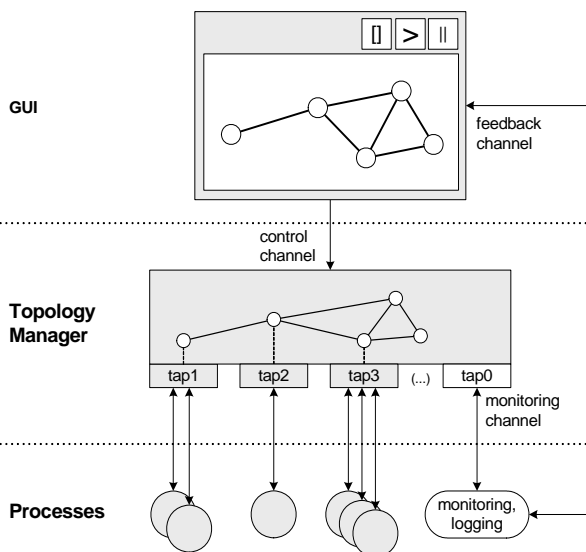 [] > ||
GUI
feedback
channel
control
channel
Topology
Manager
tap1 tap2 tap3 (...) tap0
monitoring
channel
Processes
monitoring,
logging